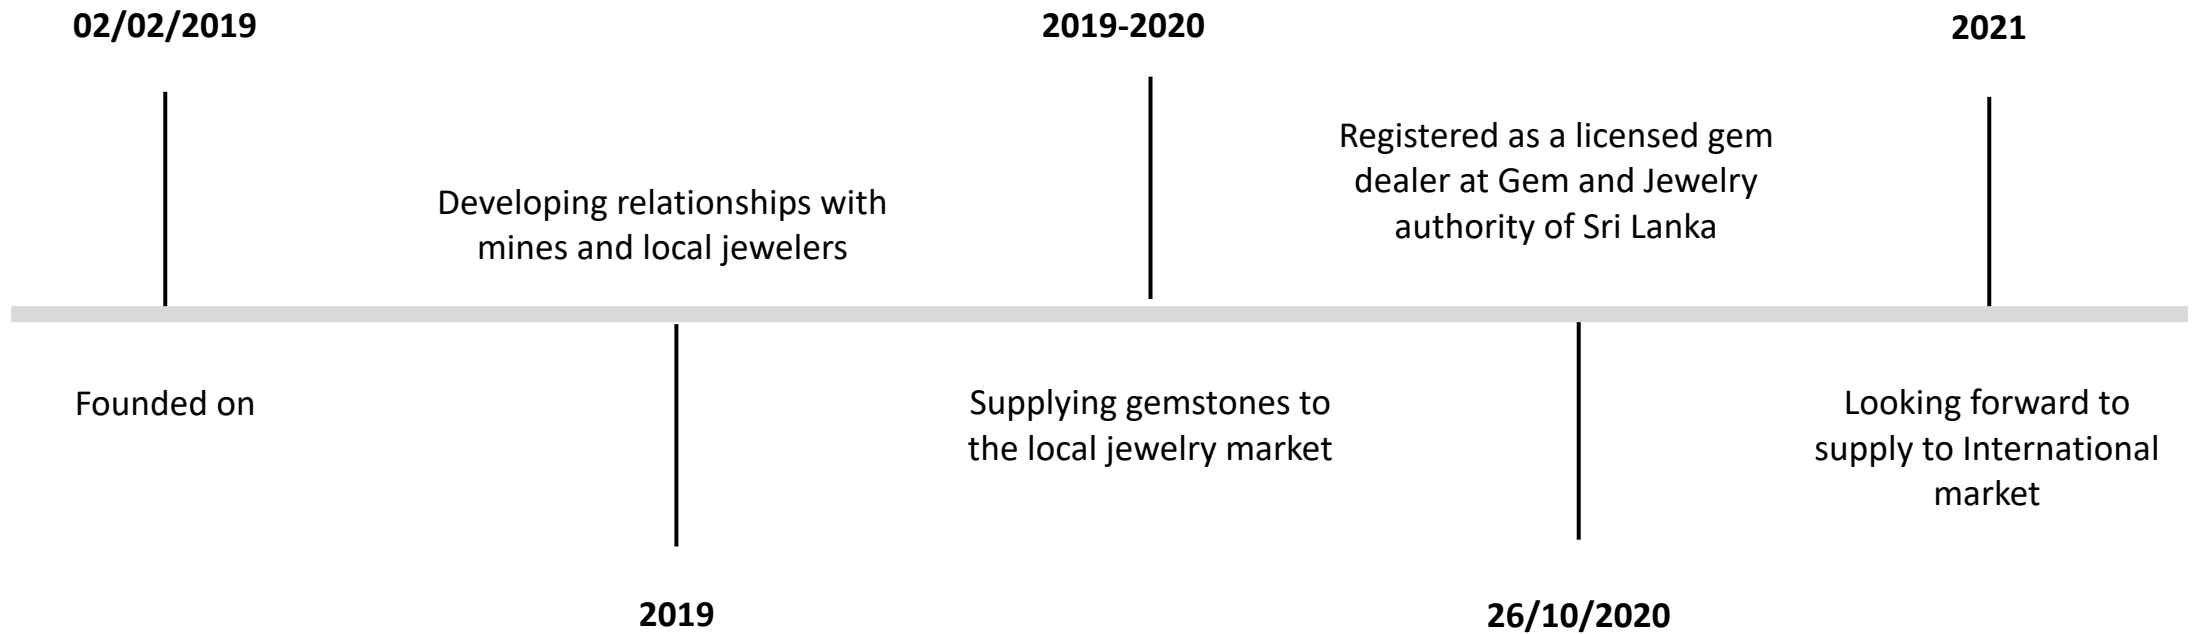 02/02/2019
2019-2020
2021
Developing relationships with
mines and local jewelers
Registered as a licensed gem
dealer at Gem and Jewelry
authority of Sri Lanka
Founded on
Supplying gemstones to
the local jewelry market
Looking forward to
supply to International
market
2019
26/10/2020